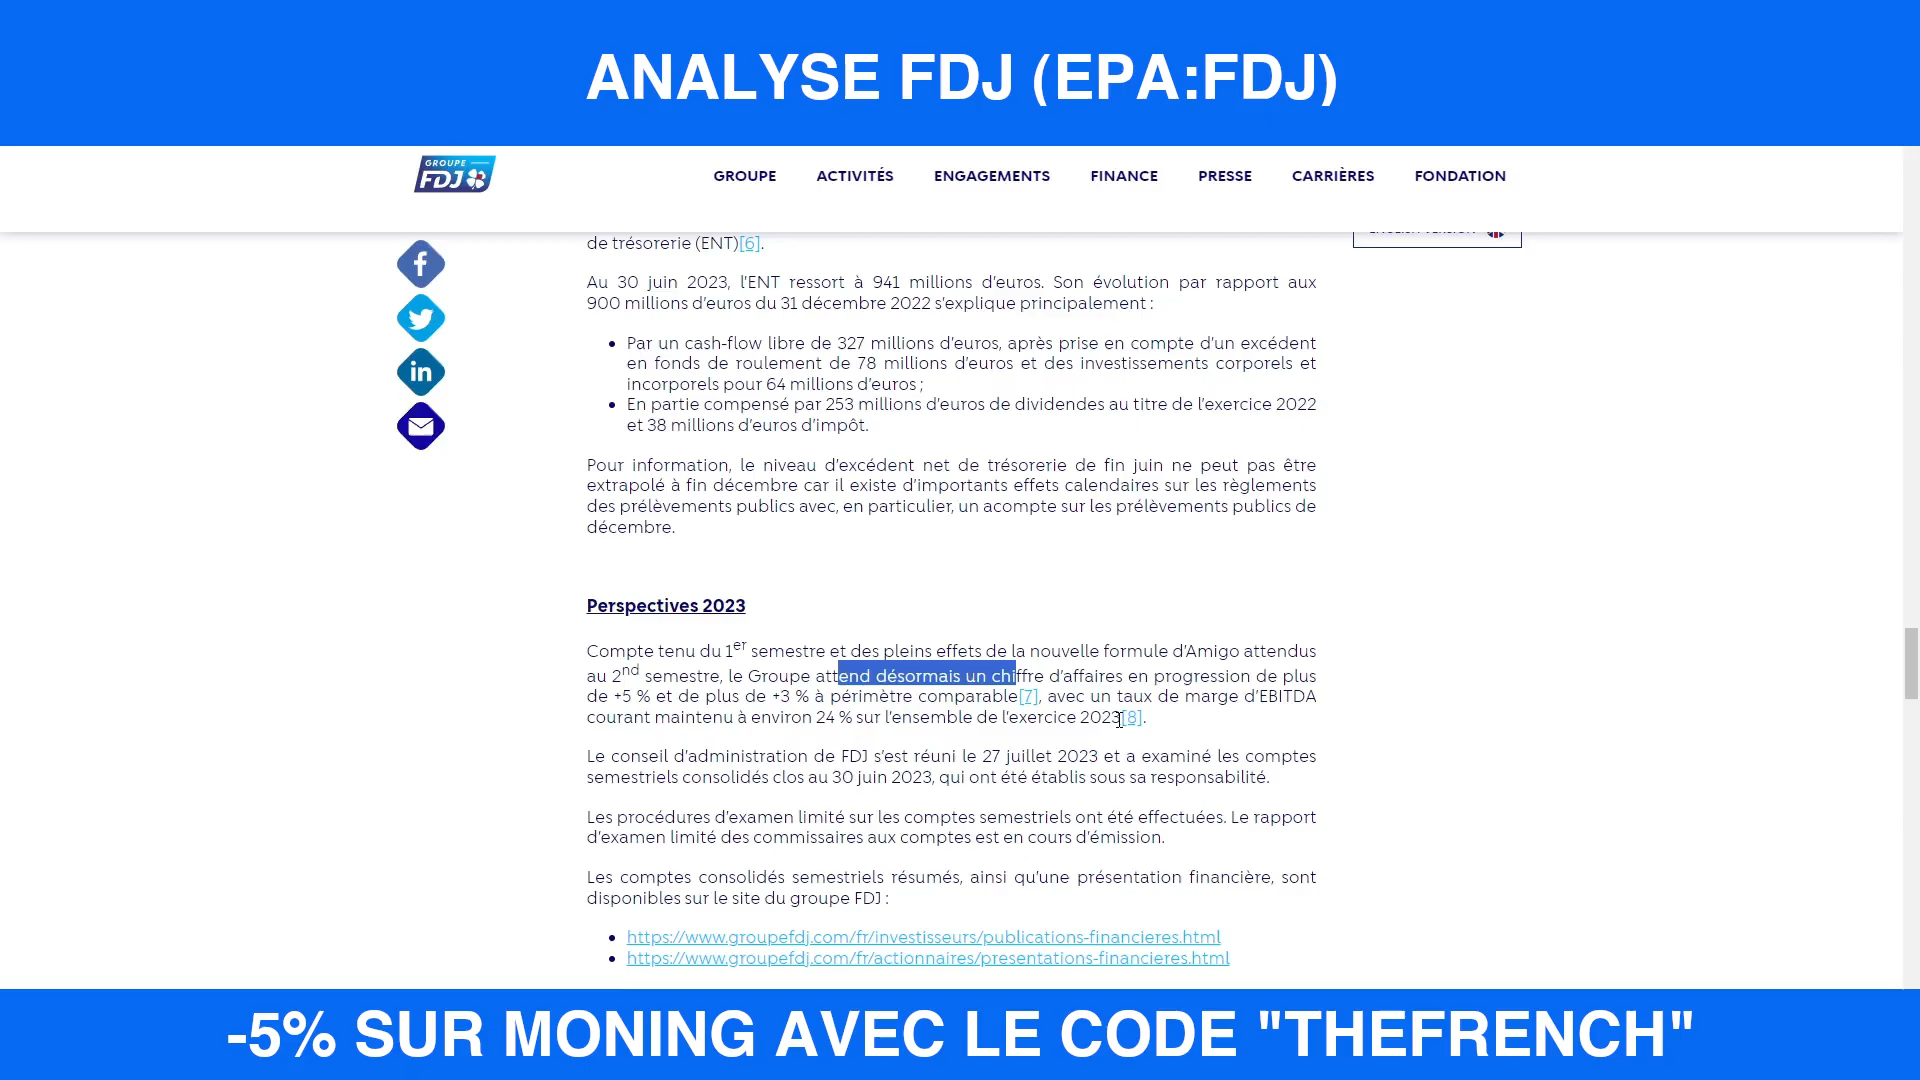 ANALYSE FDJ (EPA:FDJ)
GROUPE
FDJ
GROUPE ACTIVITÉS ENGAGEMENTS FINANCE PRESSE CARRIÈRES FONDATION
de trésorerie (ENT)[6].
Au 30 juin 2023, l’ENT ressort à 941 millions d’euros. Son évolution par rapport aux
900 millions d’euros du 31 décembre 2022 s’explique principalement :
• Par un cash-flow libre de 327 millions d’euros, après prise en compte d’un excédent
en fonds de roulement de 78 millions d’euros et des investissements corporels et
incorporels pour 64 millions d’euros ;
• En partie compensé par 253 millions d’euros de dividendes au titre de l’exercice 2022
et 38 millions d’euros d’impôt.
Pour information, le niveau d’excédent net de trésorerie de fin juin ne peut pas être
extrapolé à fin décembre car il existe d’importants effets calendaires sur les règlements
des prélèvements publics avec, en particulier, un acompte sur les prélèvements publics de
décembre.
Perspectives 2023
Compte tenu du 1er semestre et des pleins effets de la nouvelle formule d’Amigo attendus
au 2nd semestre, le Groupe attend désormais un chiffre d’affaires en progression de plus
de +5 % et de plus de +3 % à périmètre comparable[7], avec un taux de marge d’EBITDA
courant maintenu à environ 24 % sur l’ensemble de l’exercice 2023[8].
Le conseil d’administration de FDJ s’est réuni le 27 juillet 2023 et a examiné les comptes
semestriels consolidés clos au 30 juin 2023, qui ont été établis sous sa responsabilité.
Les procédures d’examen limité sur les comptes semestriels ont été effectuées. Le rapport
d’examen limité des commissaires aux comptes est en cours d’émission.
Les comptes consolidés semestriels résumés, ainsi qu’une présentation financière, sont
disponibles sur le site du groupe FDJ :
• https://www.groupefdj.com/fr/investisseurs/publications-financieres.html
• https://www.groupefdj.com/fr/actionnaires/presentations-financieres.html
-5% SUR MONING AVEC LE CODE "THEFRENCH"